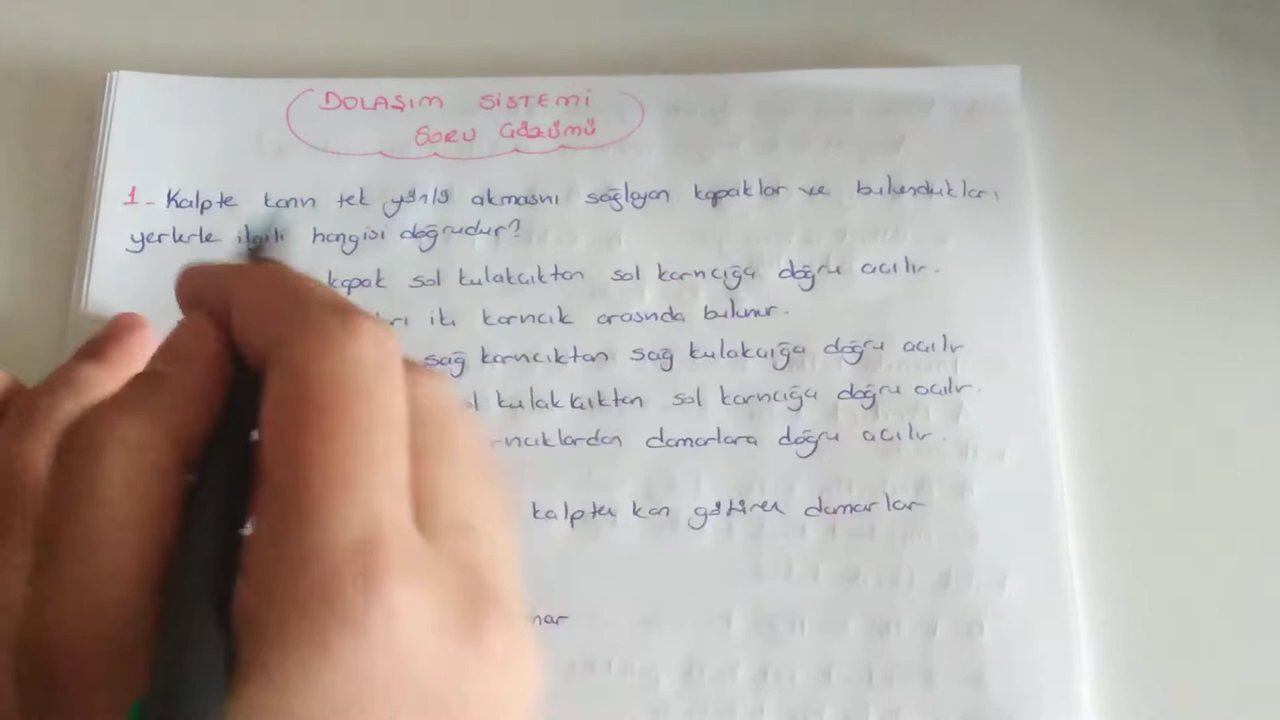 DOLAŞIM SİSTEMİ
SORU ÇÖZÜMÜ
1- Kalpte kanın tek yönlü akmasını sağlayan kapaklar ve bulundukları
yerlerle ilgili hangisi doğrudur?
kapak sol kulakçıktan sol karıncığa doğru açılır.
iki karıncık arasında bulunur.
sağ karıncıktan sağ kulakçığa doğru açılır
kulakçıktan sol karıncığa doğru açılır.
damarlara doğru açılır.
kalpten kan götüren damarlar